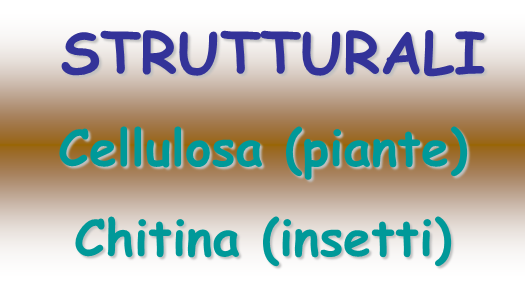 STRUTTURALI
Cellulosa (piante)
Chitina (insetti)